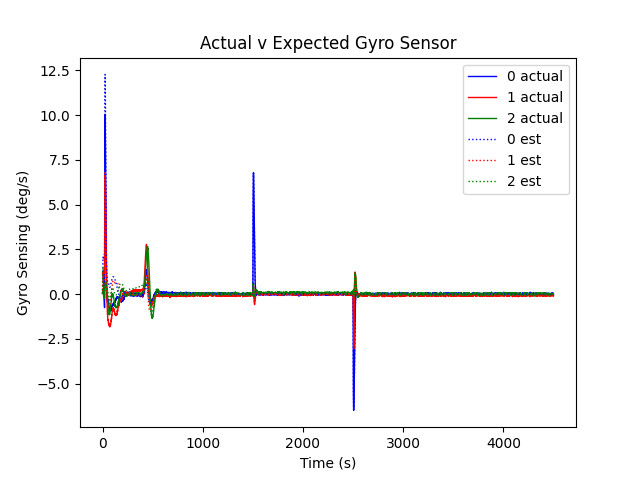 Actual v Expected Gyro Sensor
12.5
10.0
7.5
5.0
2.5
0.0
−2.5
−5.0
Gyro Sensing (deg/s)
0 actual
1 actual
2 actual
0 est
1 est
2 est
0 1000 2000 3000 4000
Time (s)